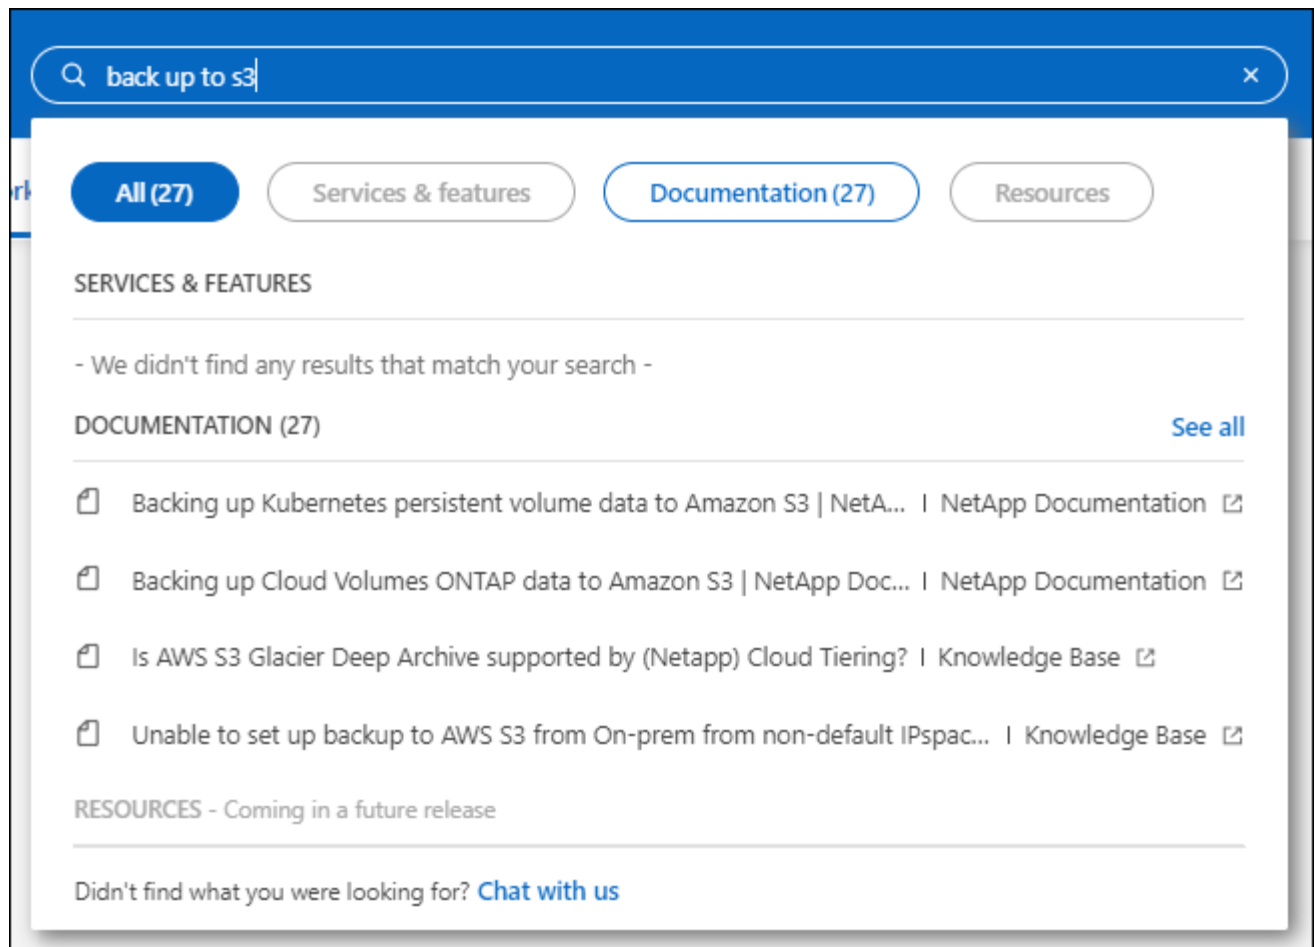 back up to s3
All (27) Services & features Documentation (27) Resources
SERVICES & FEATURES
- We didn't find any results that match your search -
DOCUMENTATION (27) See all
Backing up Kubernetes persistent volume data to Amazon S3 | NetA... | NetApp Documentation
Backing up Cloud Volumes ONTAP data to Amazon S3 | NetApp Doc... | NetApp Documentation
Is AWS S3 Glacier Deep Archive supported by (Netapp) Cloud Tiering? | Knowledge Base
Unable to set up backup to AWS S3 from On-prem from non-default IPspac... | Knowledge Base
RESOURCES - Coming in a future release
Didn't find what you were looking for? Chat with us